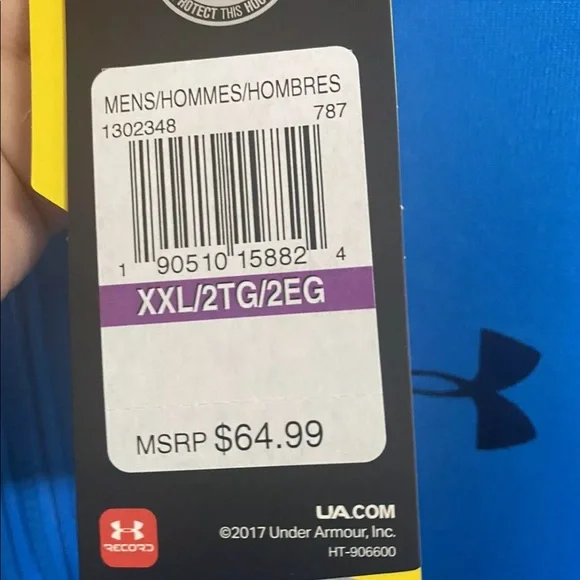 PROTECT THIS HOU
MENS/HOMMES/HOMBRES
1302348 787
1 90510 15882 4
XXL/2TG/2EG
MSRP $64.99
RECORD
UA.COM
©2017 Under Armour, Inc.
HT-906600